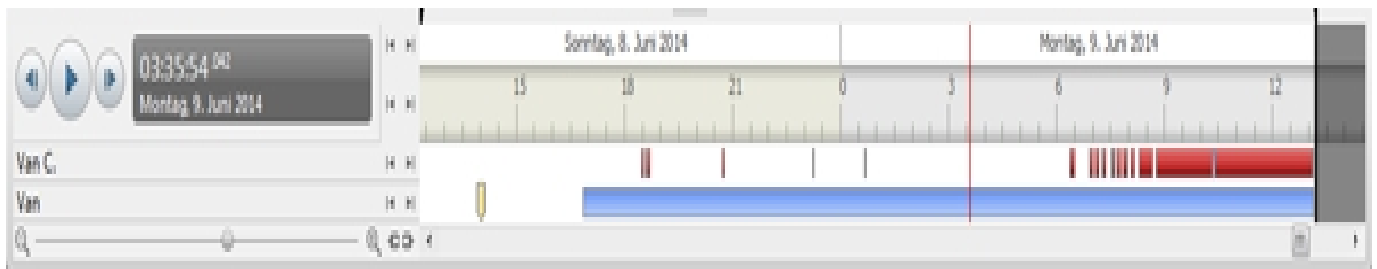 Sonntag, 8. Juni 2014 Montag, 9. Juni 2014
03:35:54.042
Montag, 9. Juni 2014
15 18 21 0 3 6 9 12
Van C.
Van